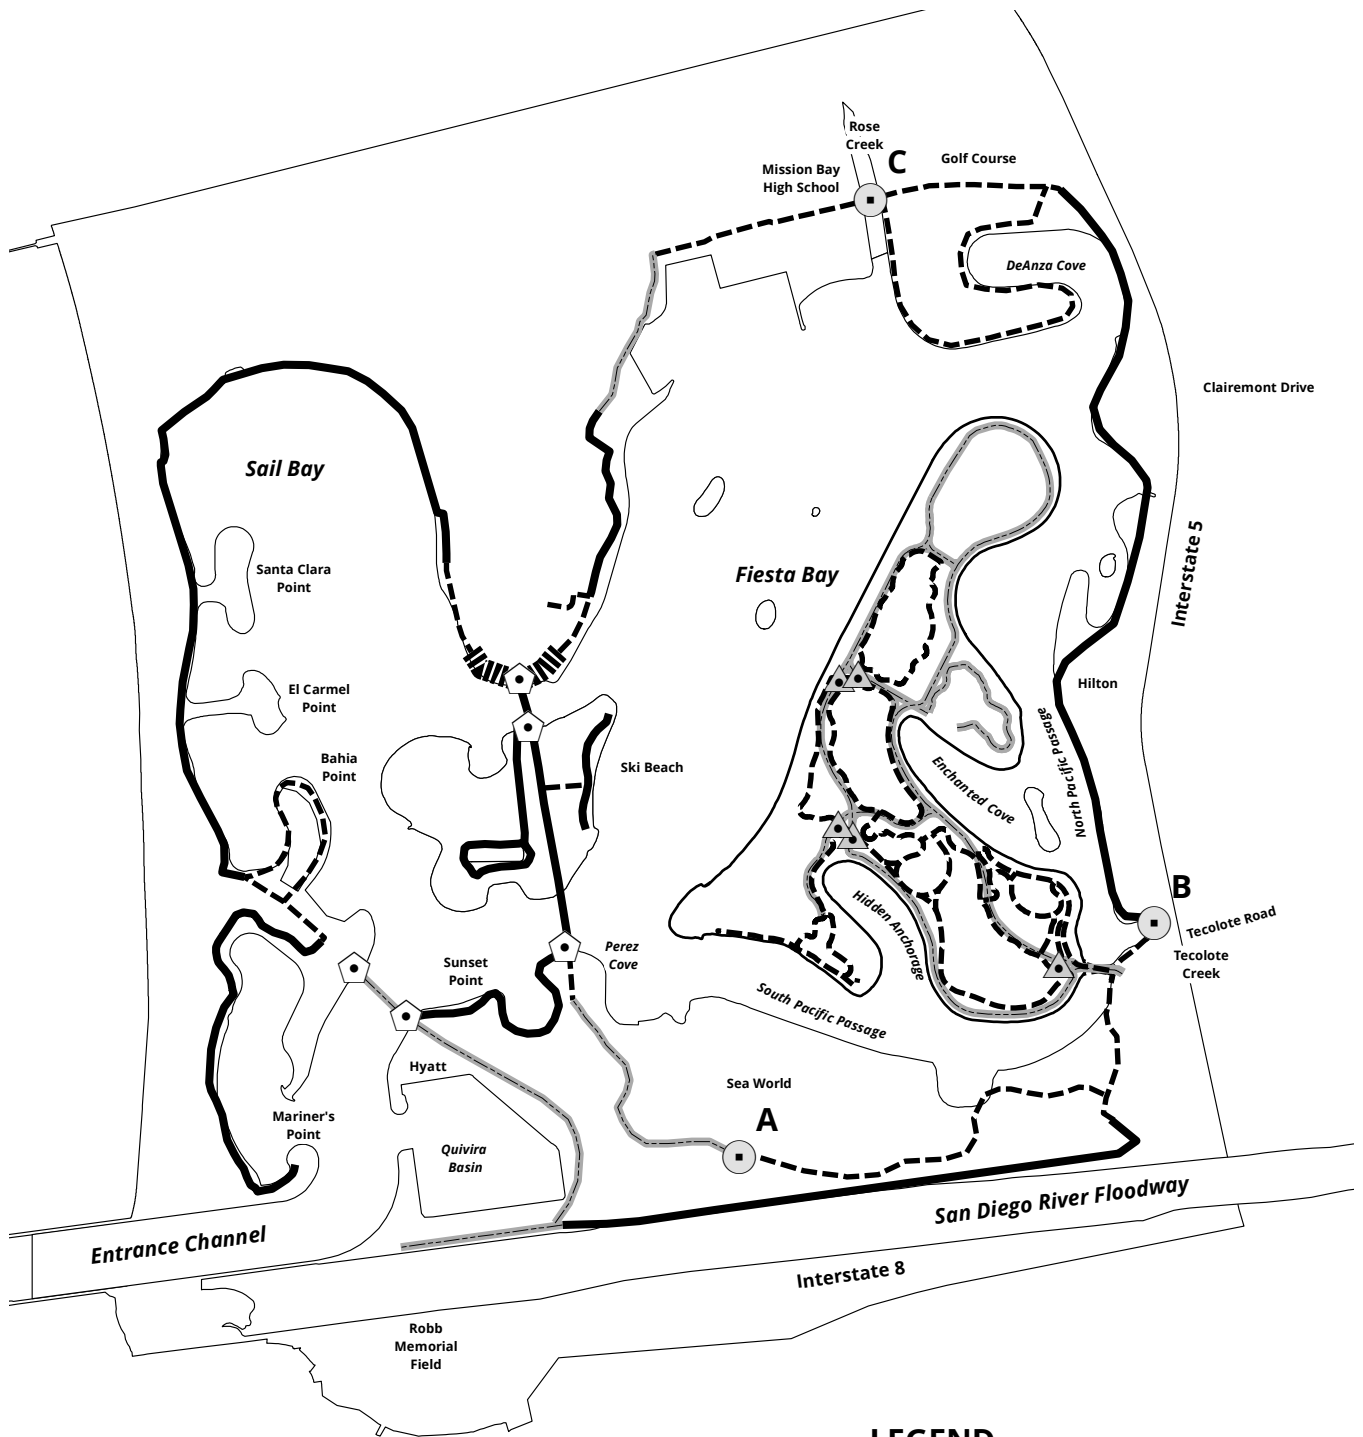 Rose
Creek
C
Golf Course
Mission Bay
High School
DeAnza Cove
Clairemont Drive
Sail Bay
Interstate 5
Santa Clara
Point
Fiesta Bay
El Carmel
Point
Hilton
Bahia
Point
Ski Beach
North Pacific Passage
Enchanted Cove
B
Tecolote Road
Hidden Anchorage
Perez
Cove
Sunset
Point
Tecolote
Creek
South Pacific Passage
Hyatt
Sea World
A
Mariner's
Point
Quivira
Basin
San Diego River Floodway
Entrance Channel
Interstate 8
Robb
Memorial
Field
LEGEND